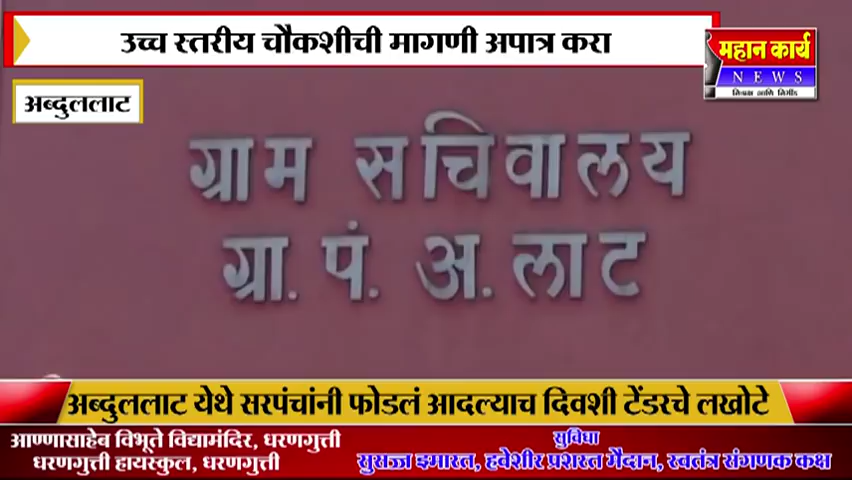 उच्च स्तरीय चौकशीची मागणी अपात्र करा
महान कार्य
NEWS
अब्दुललाट
ग्राम सचिवालय
ग्रा. पं. अ. लाट
अब्दुललाट येथे सरपंचांनी फोडलं आदल्याच दिवशी टेंडरचे लखोटे
आण्णासाहेब विभूते विद्यामंदिर, धरणगुत्ती
धरणगुत्ती हायस्कुल, धरणगुत्ती
सुविधा
सुसज्ज इमारत, हवेशीर प्रशस्त मैदान, स्वतंत्र संगणक कक्ष